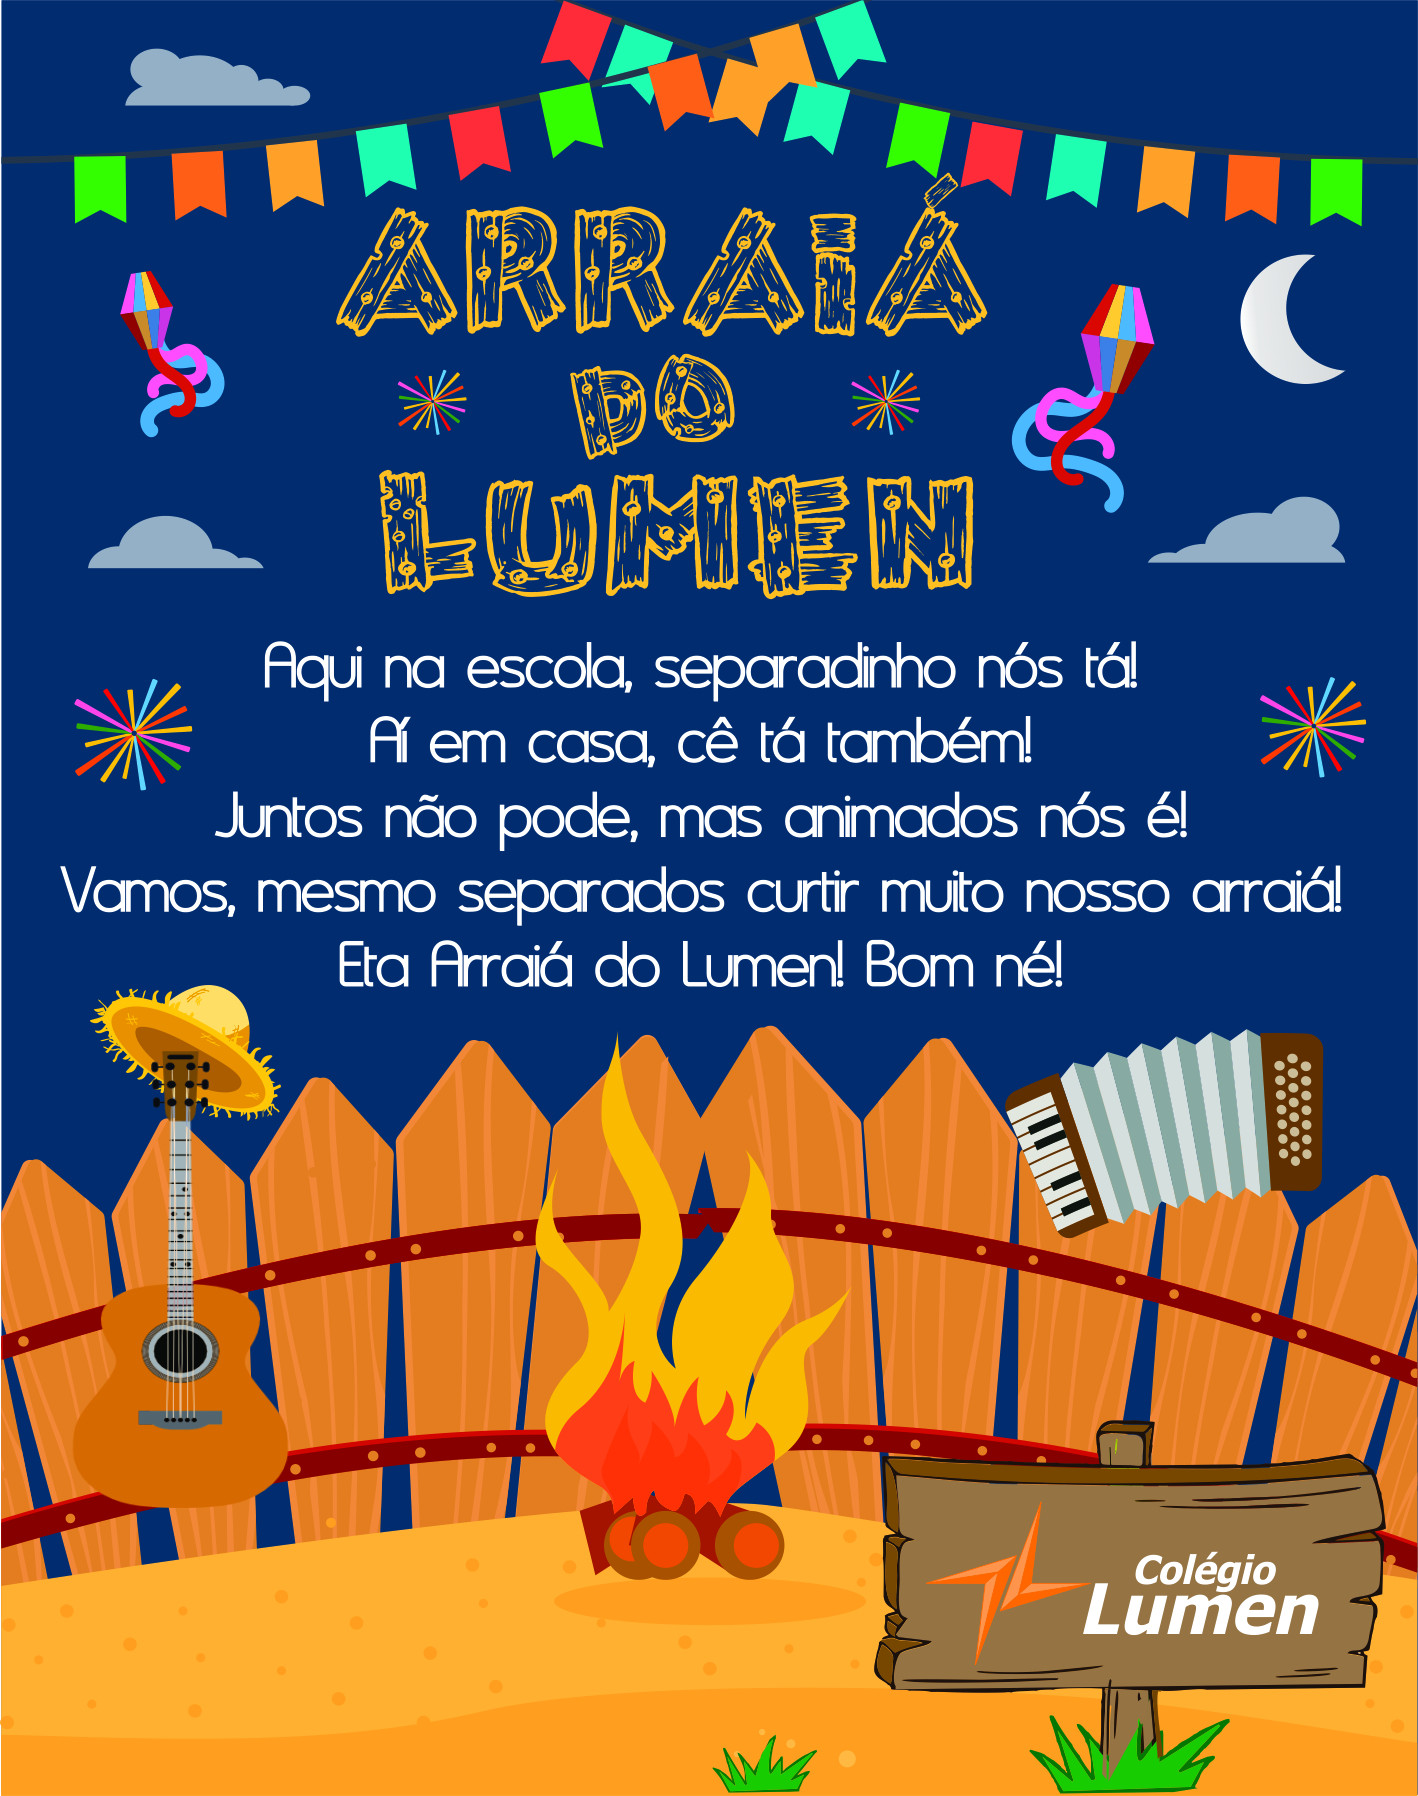 ARRAIÁ
DO
LUMEN
Aqui na escola, separadinho nós tá!
Aí em casa, cê tá também!
Juntos não pode, mas animados nós é!
Vamos, mesmo separados curtir muito nosso arraiá!
Eta Arraiá do Lumen! Bom né!
Colégio
Lumen